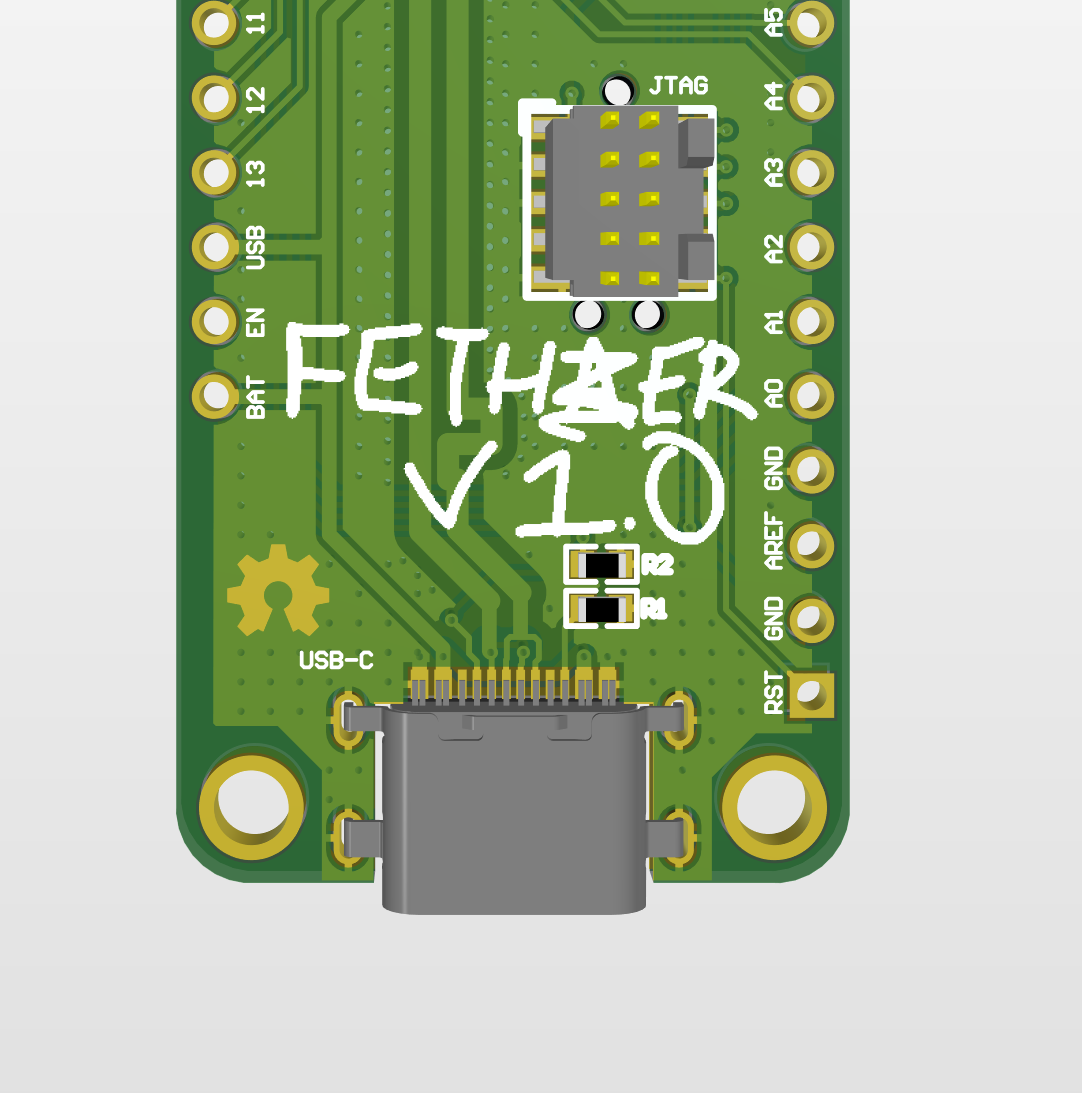 11
A5
JTAG
12
A4
13
A3
USB
A2
EN
A1
FETHAER
BAT
A0
V1.0
GND
AREF
R2
R1
GND
USB-C
RST